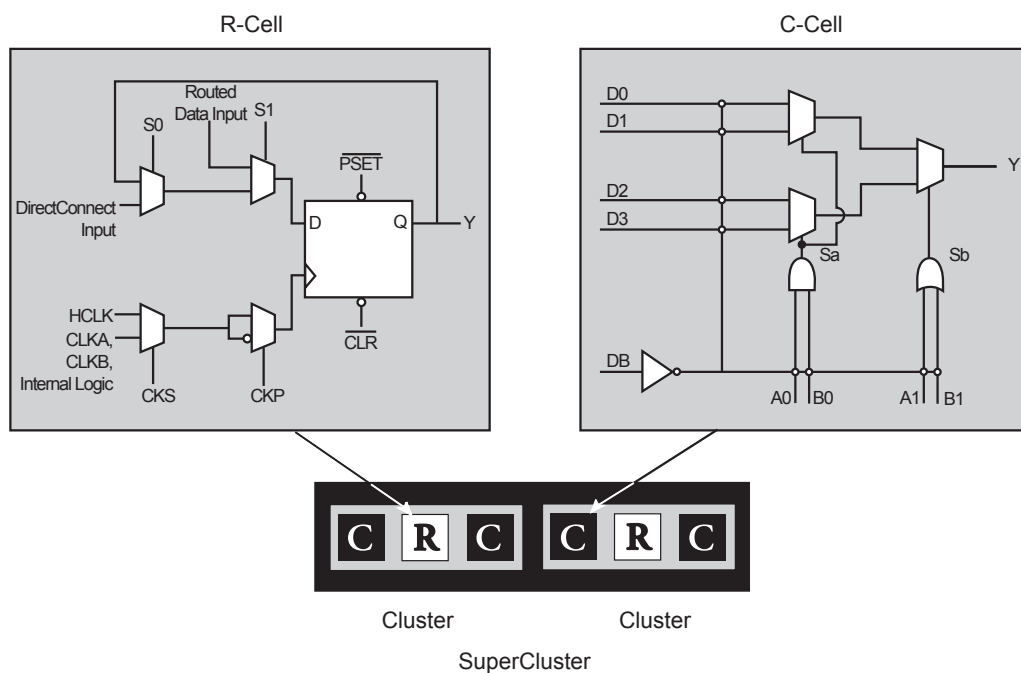 R-Cell
Routed
Data Input
S1
S0
PSET
DirectConnect
Input
D
Q
Y
HCLK
CLKA,
CLKB,
Internal Logic
CKS
CKP
CLR
C-Cell
D0
D1
D2
D3
Y
Sa
Sb
DB
A0
B0
A1
B1
C
R
C
C
R
C
Cluster
Cluster
SuperCluster